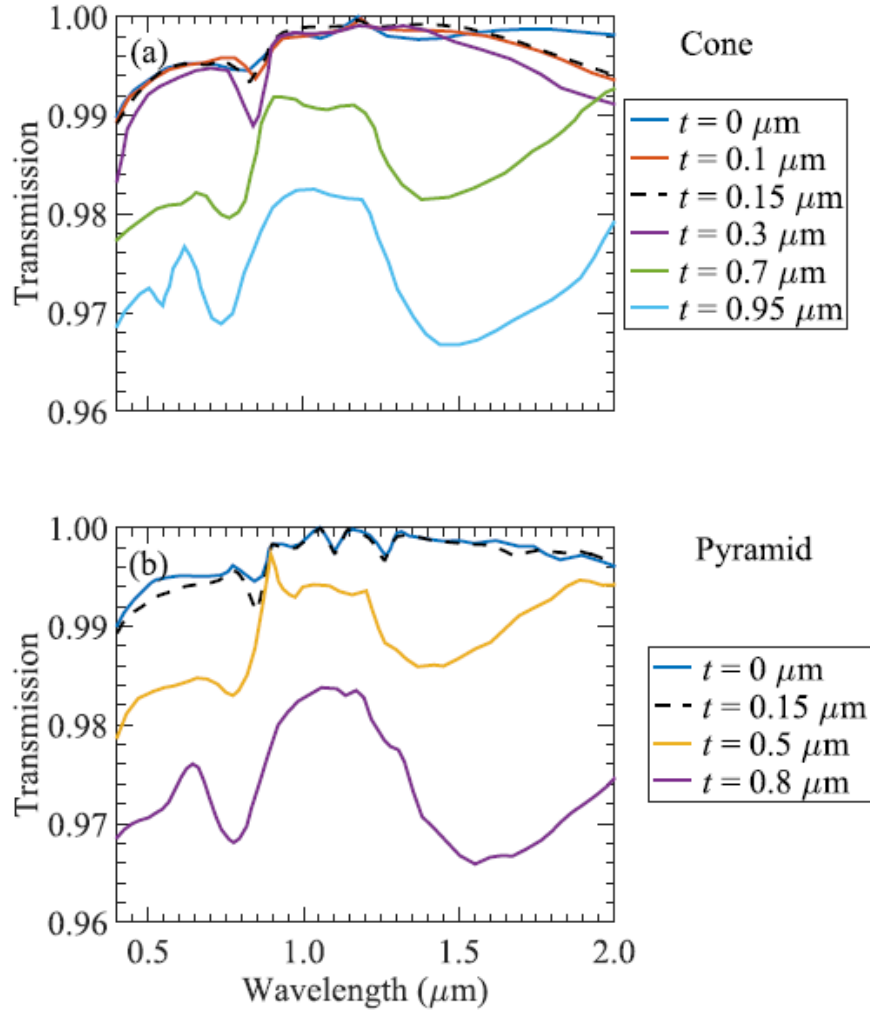 (a)
Cone
1.00
0.99
0.98
0.97
0.96
Transmission
t = 0 μm
t = 0.1 μm
t = 0.15 μm
t = 0.3 μm
t = 0.7 μm
t = 0.95 μm
(b)
Pyramid
1.00
0.99
0.98
0.97
0.96
Transmission
t = 0 μm
t = 0.15 μm
t = 0.5 μm
t = 0.8 μm
0.5 1.0 1.5 2.0
Wavelength (μm)